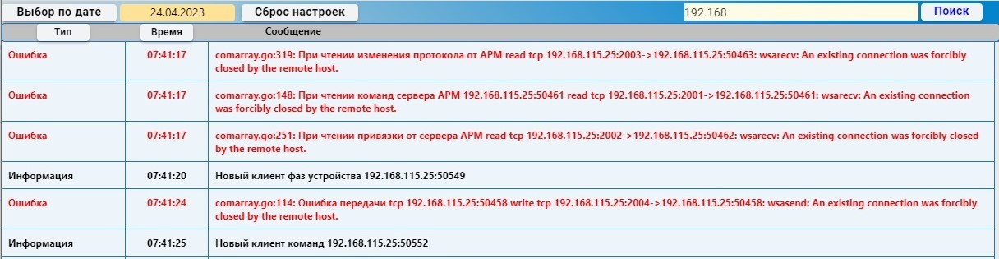 Выбор по дате 24.04.2023 Сброс настроек 192.168 Поиск
Тип Время Сообщение
Ошибка 07:41:17 comarray.go:319: При чтении изменения протокола от АРМ read tcp 192.168.115.25:2003->192.168.115.25:50463: wsarecv: An existing connection was forcibly
closed by the remote host.
Ошибка 07:41:17 comarray.go:148: При чтении команд сервера АРМ 192.168.115.25:50461 read tcp 192.168.115.25:2001->192.168.115.25:50461: wsarecv: An existing connection
was forcibly closed by the remote host.
Ошибка 07:41:17 comarray.go:251: При чтении привязки от сервера АРМ read tcp 192.168.115.25:2002->192.168.115.25:50462: wsarecv: An existing connection was forcibly closed
by the remote host.
Информация 07:41:20 Новый клиент фаз устройства 192.168.115.25:50549
Ошибка 07:41:24 comarray.go:114: Ошибка передачи tcp 192.168.115.25:50458 write tcp 192.168.115.25:2004->192.168.115.25:50458: wsasend: An existing connection was forcibly
closed by the remote host.
Информация 07:41:25 Новый клиент команд 192.168.115.25:50552